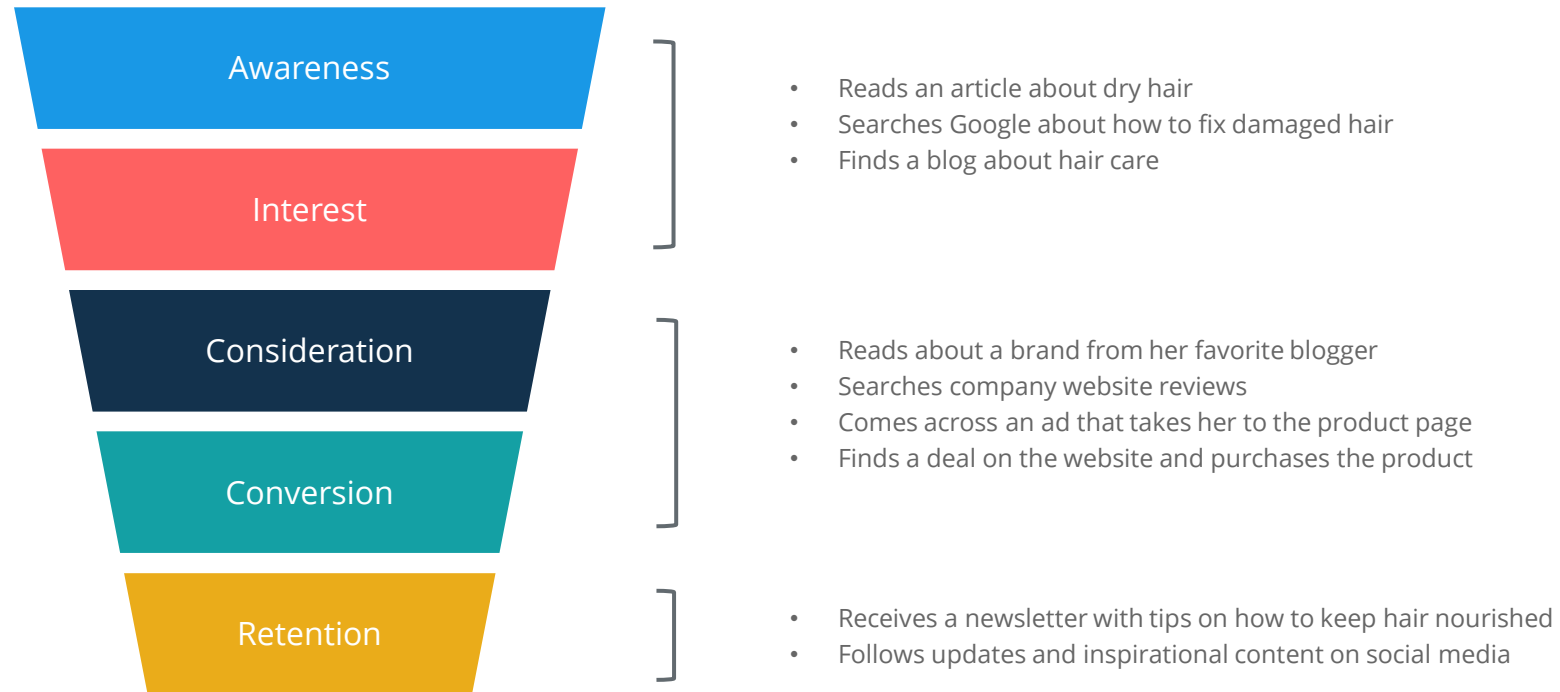 Awareness
• Reads an article about dry hair
• Searches Google about how to fix damaged hair
• Finds a blog about hair care
Interest
Consideration
• Reads about a brand from her favorite blogger
• Searches company website reviews
• Comes across an ad that takes her to the product page
• Finds a deal on the website and purchases the product
Conversion
Retention
• Receives a newsletter with tips on how to keep hair nourished
• Follows updates and inspirational content on social media